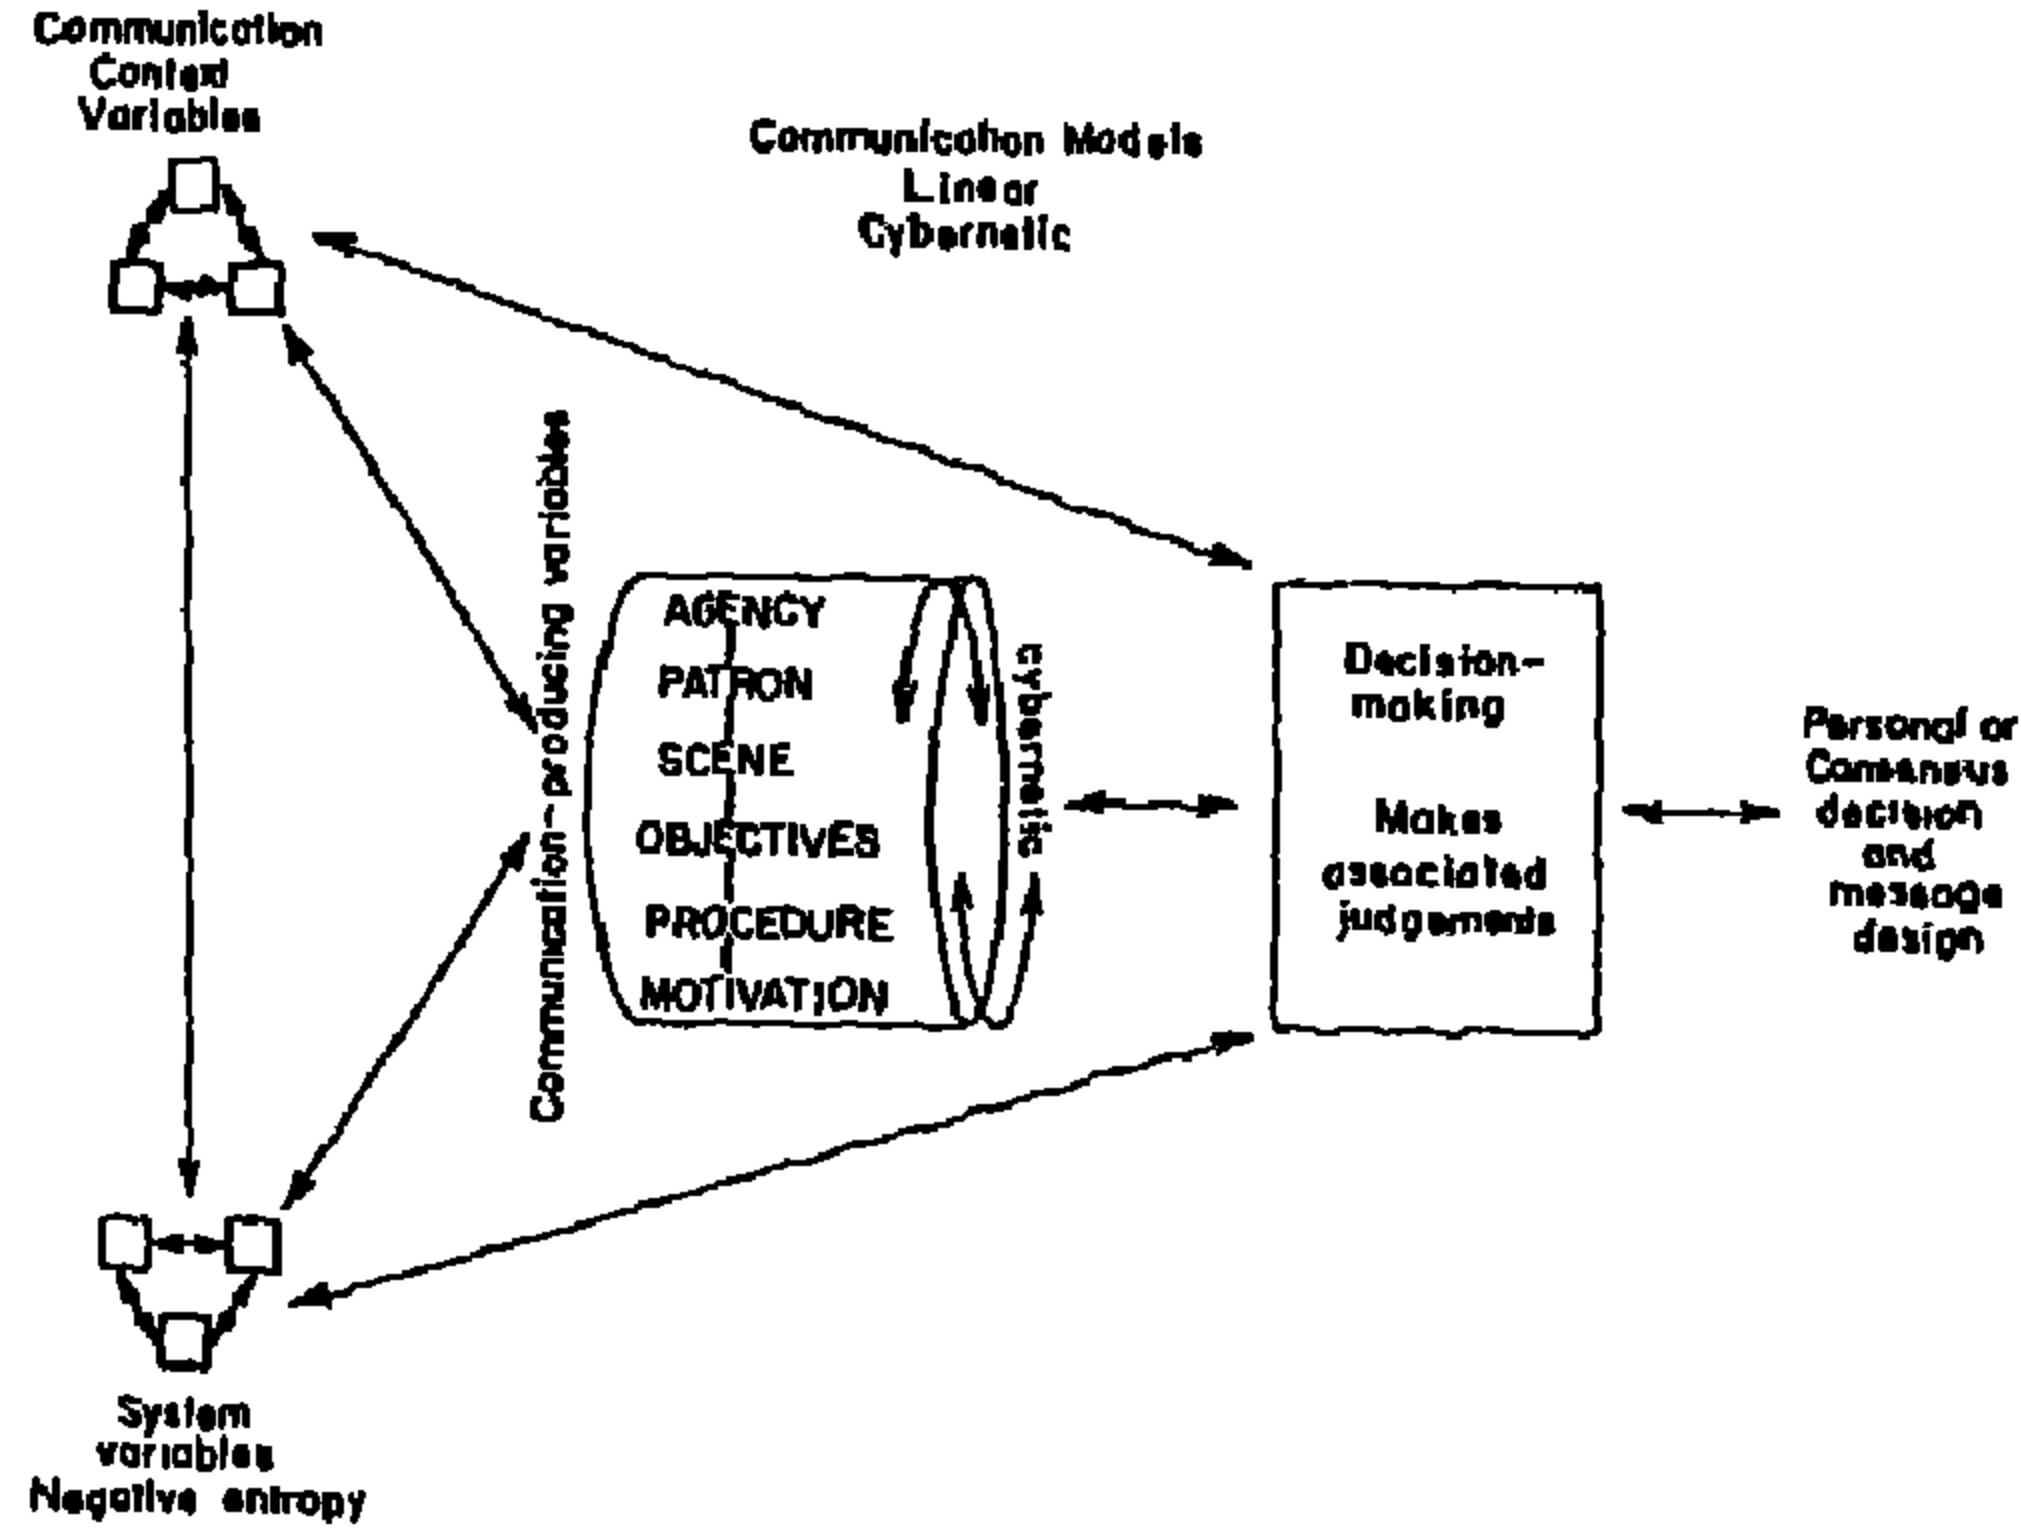 Communication
Context
Variables
Communication Models
Linear
Cybernetic
Communication-producing variables
AGENCY
PATRON
SCENE
OBJECTIVES
PROCEDURE
MOTIVATION
cybernetic
Decision-
making
Makes
associated
judgements
Personal or
Consensus
decision
and
message
design
System
variables
Negative entropy